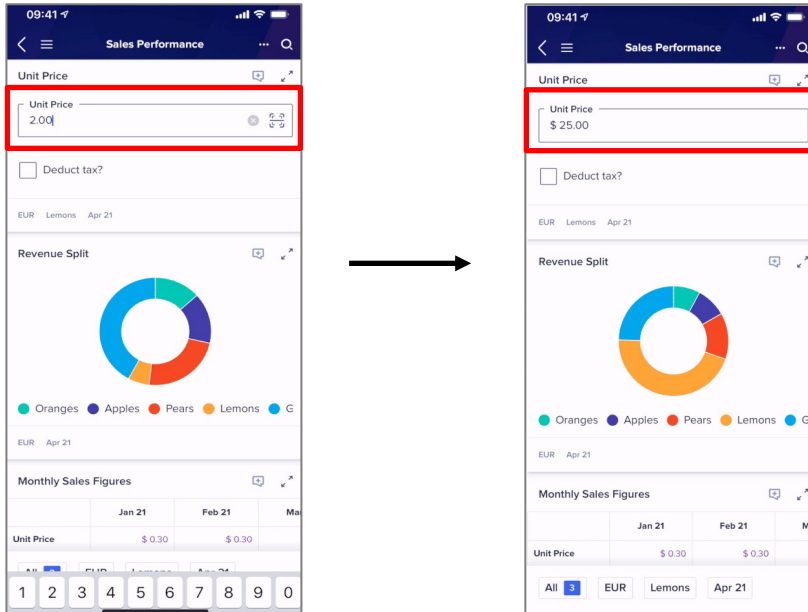 09:41
Sales Performance
Unit Price
Unit Price
2.00
Deduct tax?
EUR Lemons Apr 21
Revenue Split
Oranges Apples Pears Lemons G
EUR Apr 21
Monthly Sales Figures
Jan 21 Feb 21 Ma
Unit Price $ 0.30 $ 0.30
1 2 3 4 5 6 7 8 9 0
09:41
Sales Performance
Unit Price
Unit Price
$ 25.00
Deduct tax?
EUR Lemons Apr 21
Revenue Split
Oranges Apples Pears Lemons G
EUR Apr 21
Monthly Sales Figures
Jan 21 Feb 21 M
Unit Price $ 0.30 $ 0.30
All 3 EUR Lemons Apr 21